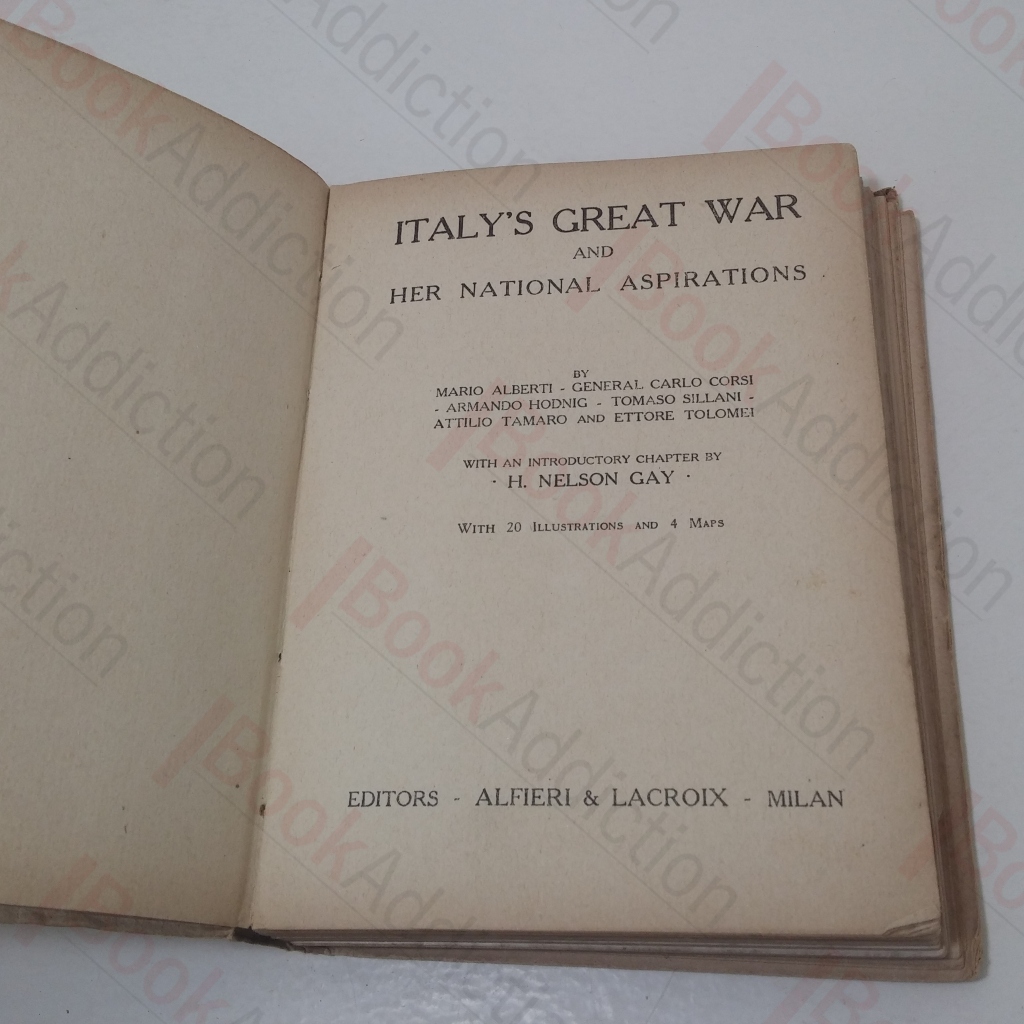 ITALY'S GREAT WAR
AND
HER NATIONAL ASPIRATIONS
BY
MARIO ALBERTI - GENERAL CARLO CORSI
- ARMANDO HODNIG - TOMASO SILLANI -
ATTILIO TAMARO AND ETTORE TOLOMEI
WITH AN INTRODUCTORY CHAPTER BY
· H. NELSON GAY ·
WITH 20 ILLUSTRATIONS AND 4 MAPS
EDITORS - ALFIERI & LACROIX - MILAN
BookAddiction